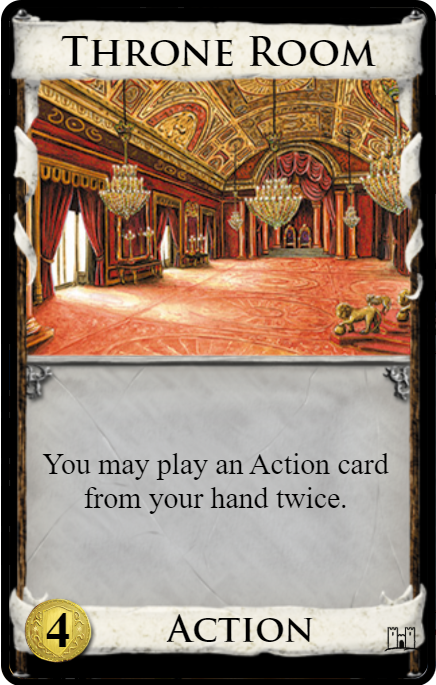 THRONE ROOM
You may play an Action card
from your hand twice.
4
ACTION